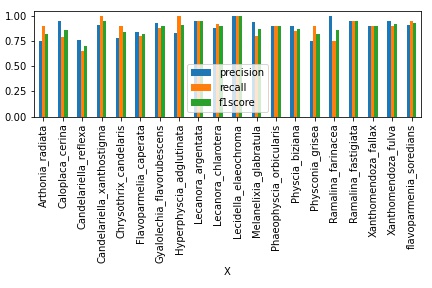 1.00
0.75
0.50
0.25
0.00
precision
recall
f1score
Arthonia_radiata
Caloplaca_cerina
Candelariella_reflexa
Candelariella_xanthostigma
Chrysothrix_candelaris
Flavoparmelia_caperata
Gyalolechia_flavorubescens
Hyperphyscia_adglutinata
Lecanora_argentata
Lecanora_chlarotera
Lecidella_elaeochroma
Melanelixia_glabratula
Phaeophyscia_orbicularis
Physcia_biziana
Physconia_grisea
Ramalina_farinacea
Ramalina_fastigiata
Xanthomendoza_fallax
Xanthomendoza_fulva
flavoparmenia_soredians
X